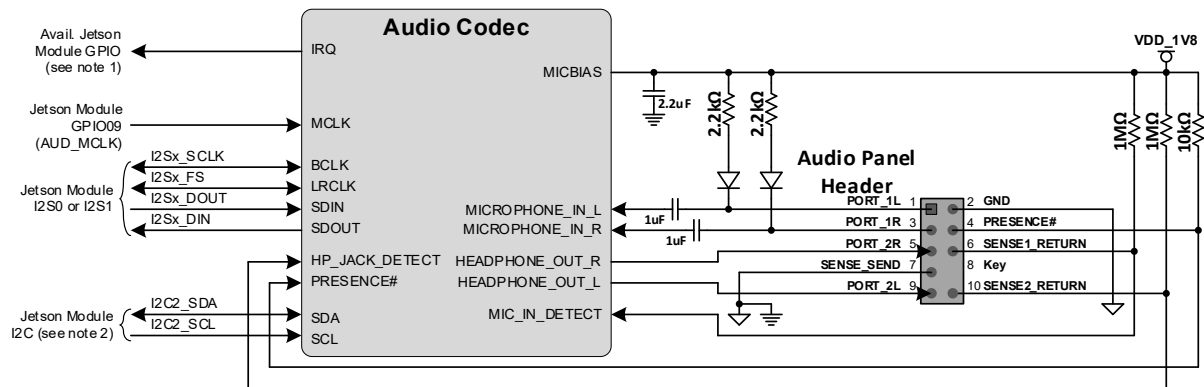 Audio Codec
Avail. Jetson
Module GPIO
(see note 1)
IRQ
VDD_1V8
MICBIAS
2.2uF
2.2kΩ
2.2kΩ
1MΩ
1MΩ
10kΩ
Jetson Module
GPIO09
(AUD_MCLK)
MCLK
I2Sx_SCLK
BCLK
I2Sx_FS
LRCLK
Jetson Module
I2S0 or I2S1
I2Sx_DOUT
SDIN
I2Sx_DIN
SDOUT
Audio Panel
Header
MICROPHONE_IN_L
1uF
PORT_1L 1
2 GND
MICROPHONE_IN_R
1uF
PORT_1R 3
4 PRESENCE#
PORT_2R 5
6 SENSE1_RETURN
HP_JACK_DETECT
HEADPHONE_OUT_R
SENSE_SEND 7
8 Key
PRESENCE#
HEADPHONE_OUT_L
PORT_2L 9
10 SENSE2_RETURN
Jetson Module
I2C (see note 2)
I2C2_SDA
SDA
MIC_IN_DETECT
I2C2_SCL
SCL